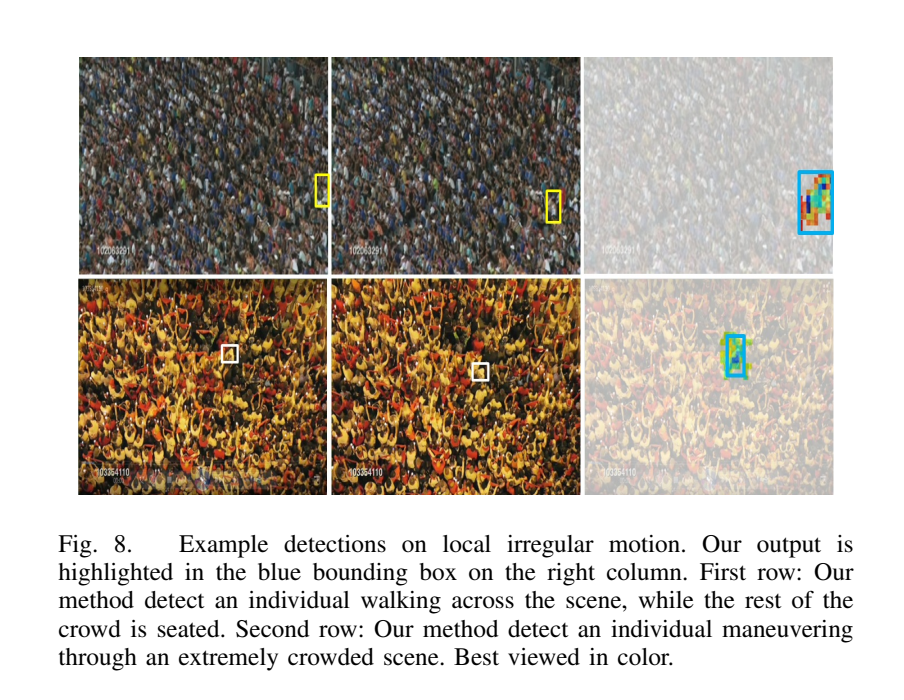 102063291
102063291
102063291
103354110
103354110
103354110
Fig. 8. Example detections on local irregular motion. Our output is
highlighted in the blue bounding box on the right column. First row: Our
method detect an individual walking across the scene, while the rest of the
crowd is seated. Second row: Our method detect an individual maneuvering
through an extremely crowded scene. Best viewed in color.